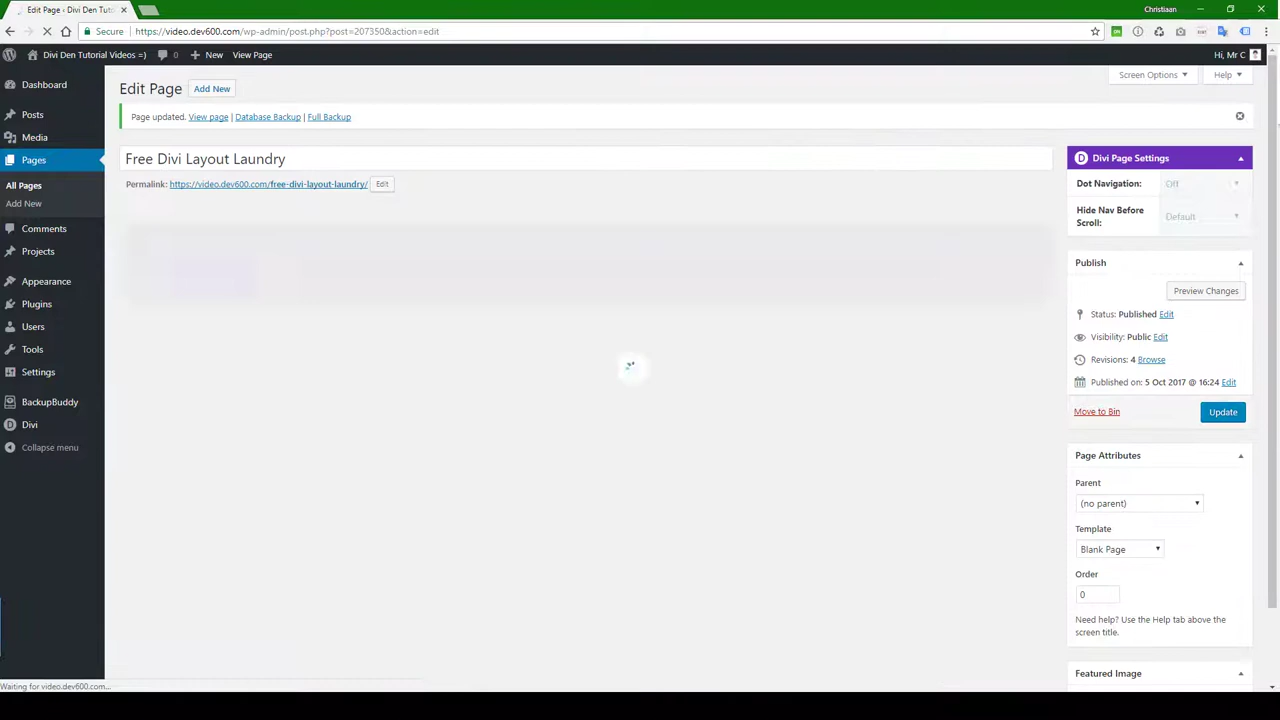 Edit Page ‹ Divi Den Tuto
Christiaan
Secure
https://video.dev600.com/wp-admin/post.php?post=207350&action=edit
Divi Den Tutorial Videos =)
0
New
View Page
Hi, Mr C
Dashboard
Posts
Media
Pages
All Pages
Add New
Comments
Projects
Appearance
Plugins
Users
Tools
Settings
BackupBuddy
Divi
Collapse menu
Screen Options
Help
Edit Page
Add New
Page updated. View page | Database Backup | Full Backup
Free Divi Layout Laundry
Permalink: https://video.dev600.com/free-divi-layout-laundry/
Edit
Divi Page Settings
Dot Navigation:
Off
Hide Nav Before
Scroll:
Default
Publish
Preview Changes
Status: Published Edit
Visibility: Public Edit
Revisions: 4 Browse
Published on: 5 Oct 2017 @ 16:24 Edit
Move to Bin
Update
Page Attributes
Parent
(no parent)
Template
Blank Page
Order
0
Need help? Use the Help tab above the
screen title.
Featured Image
Waiting for video.dev600.com...